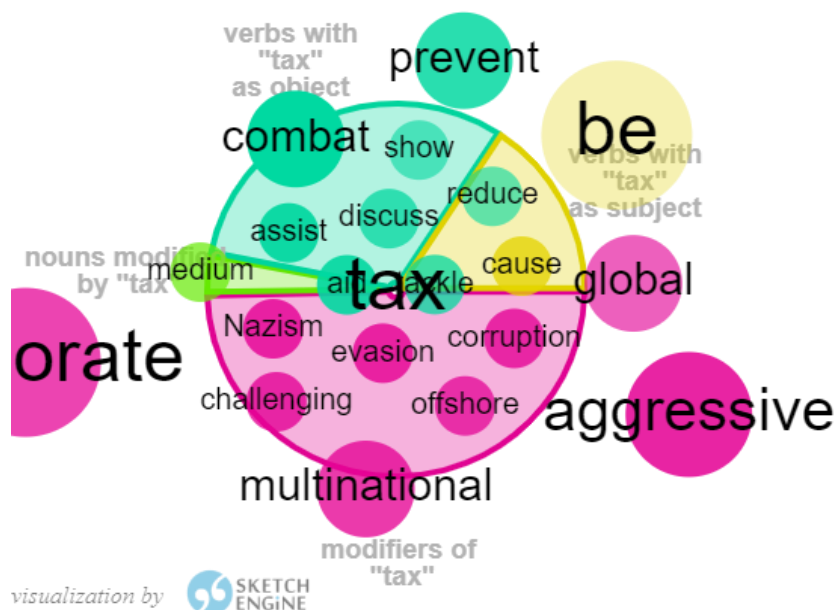 verbs with
"tax"
as object
prevent
combat
be
show
verbs with
"tax"
as subject
reduce
discuss
assist
nouns modified
by "tax
medium
cause
global
aid
tax
tackle
Nazism
corruption
evasion
orate
challenging
offshore
aggressive
multinational
modifiers of
"tax"
visualization by
SKETCH
ENGINE